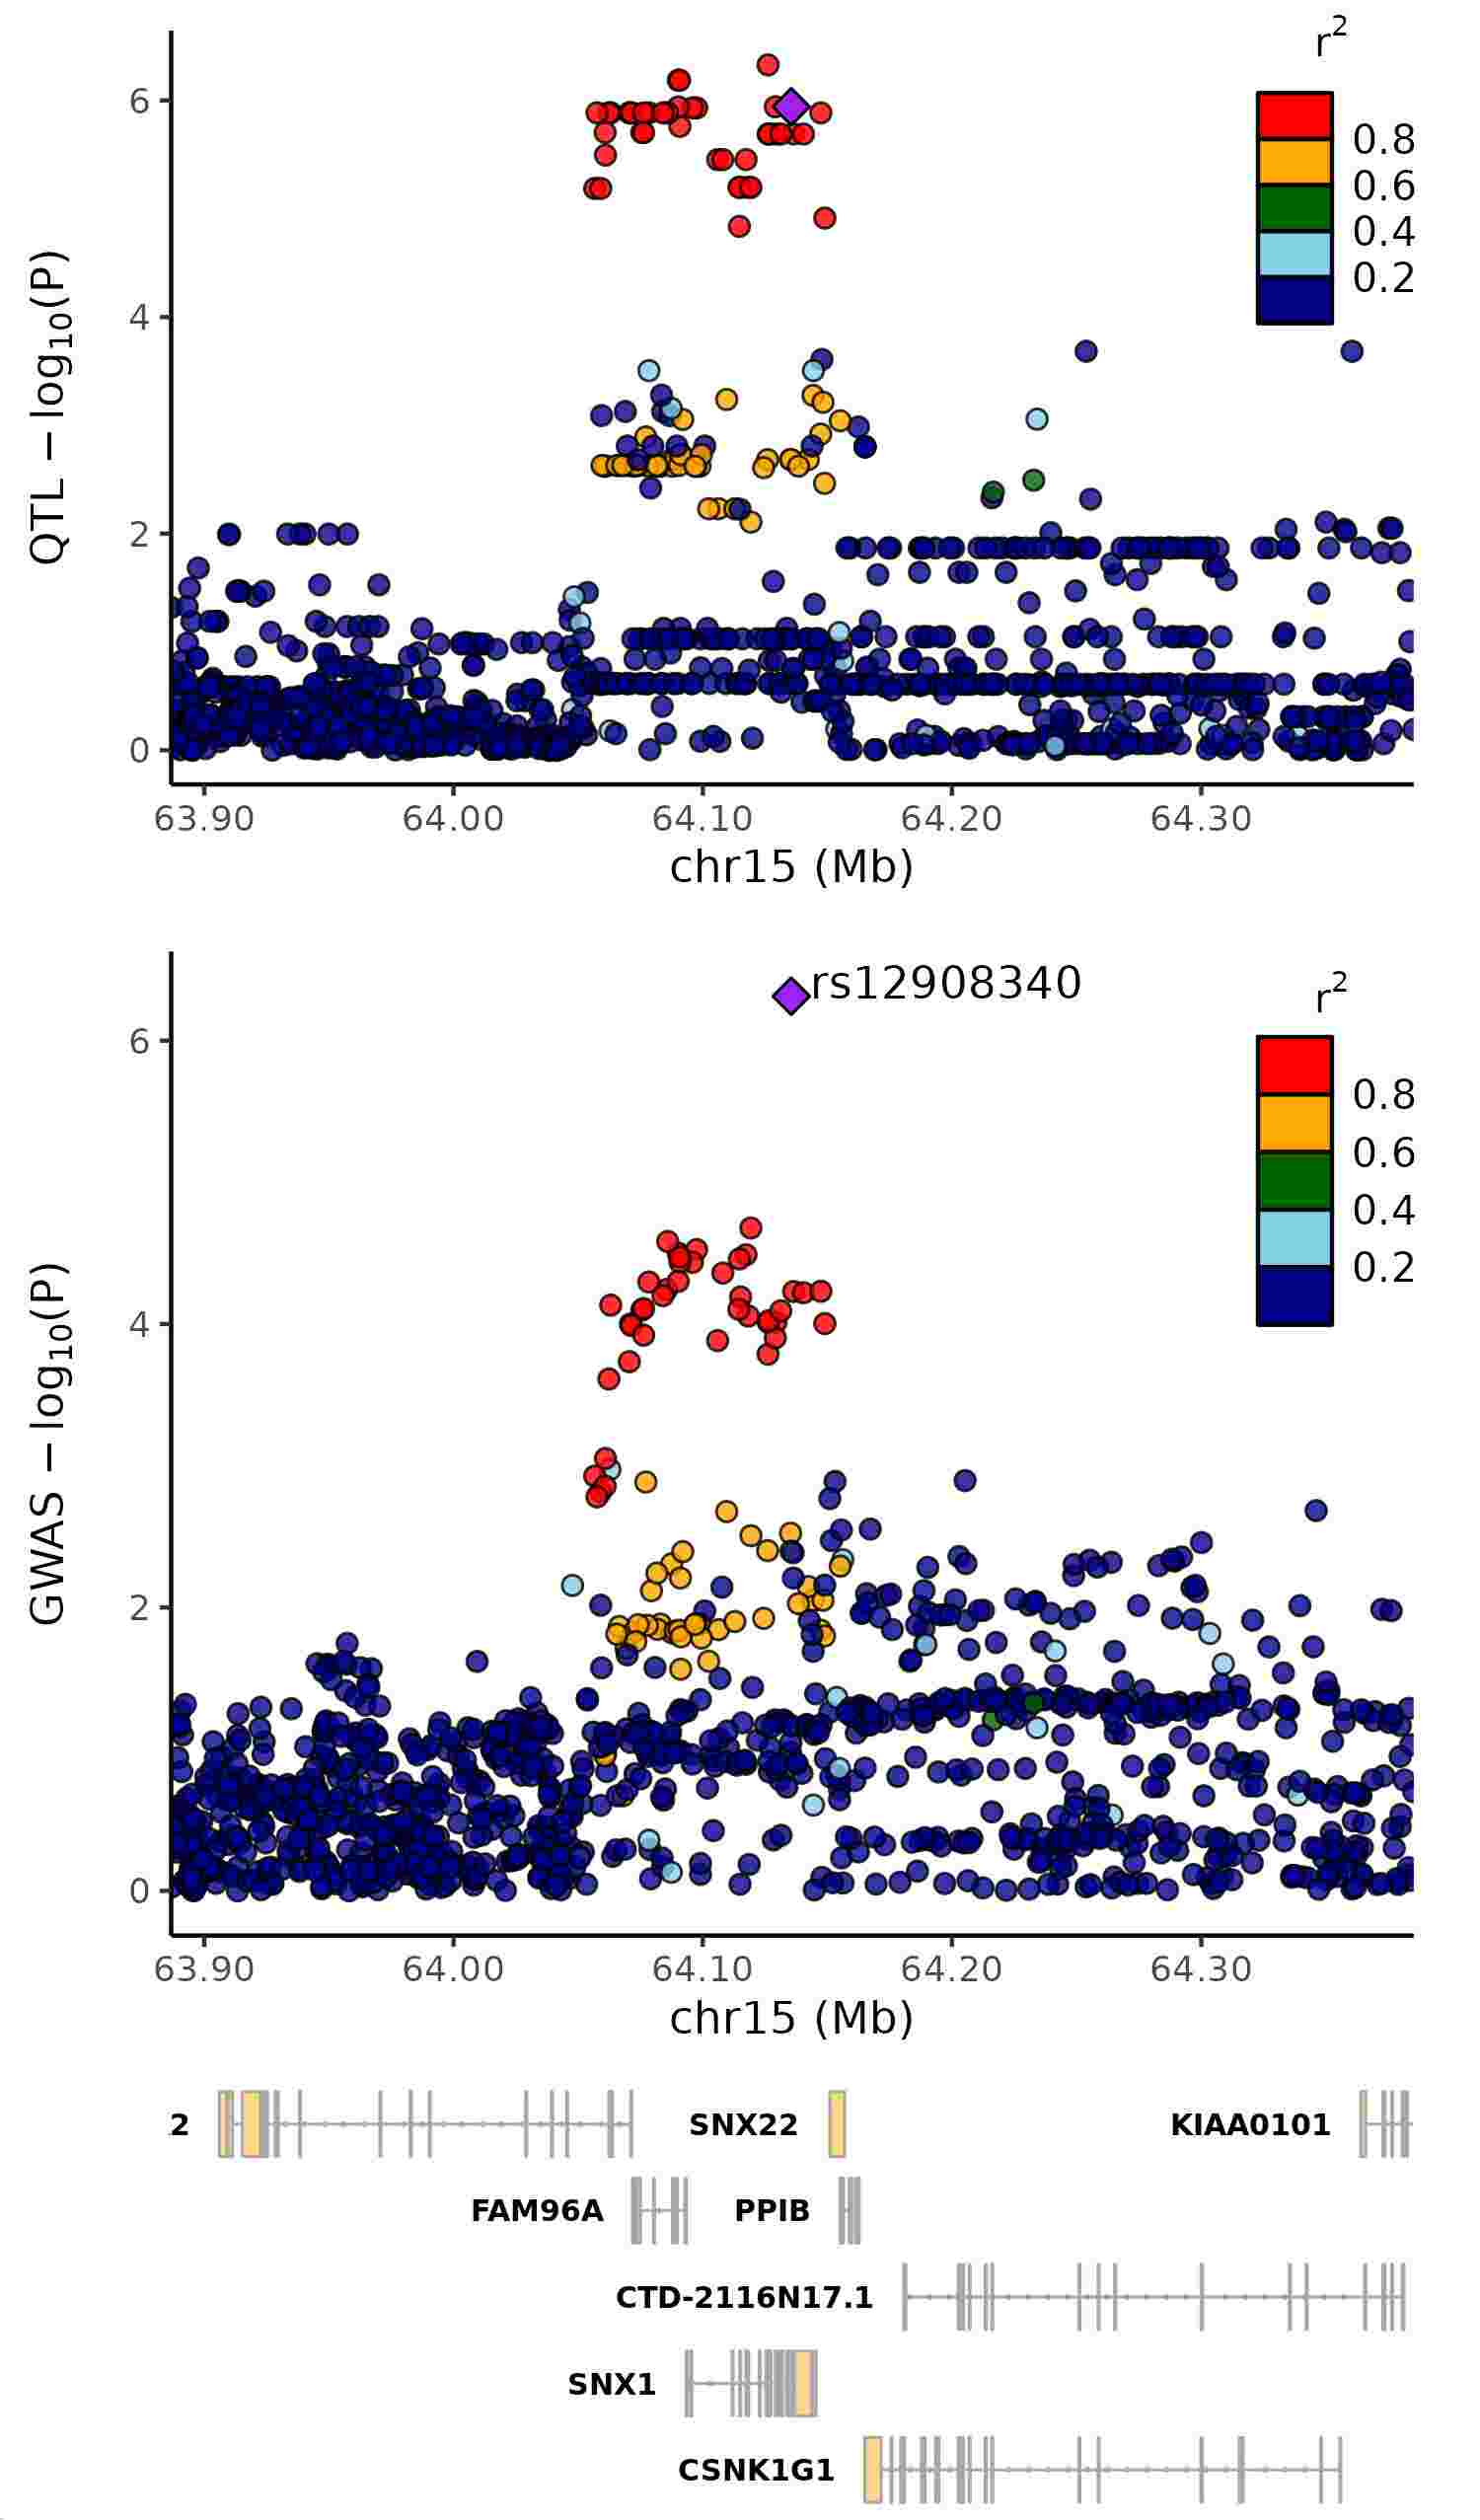 r²
6
0.8
0.6
0.4
0.2
4
2
0
QTL − log₁₀(P)
63.90 64.00 64.10 64.20 64.30
chr15 (Mb)
rs12908340
r²
6
0.8
0.6
0.4
0.2
4
2
0
GWAS − log₁₀(P)
63.90 64.00 64.10 64.20 64.30
chr15 (Mb)
2 SNX22 KIAA0101
FAM96A PPIB
CTD-2116N17.1
SNX1
CSNK1G1